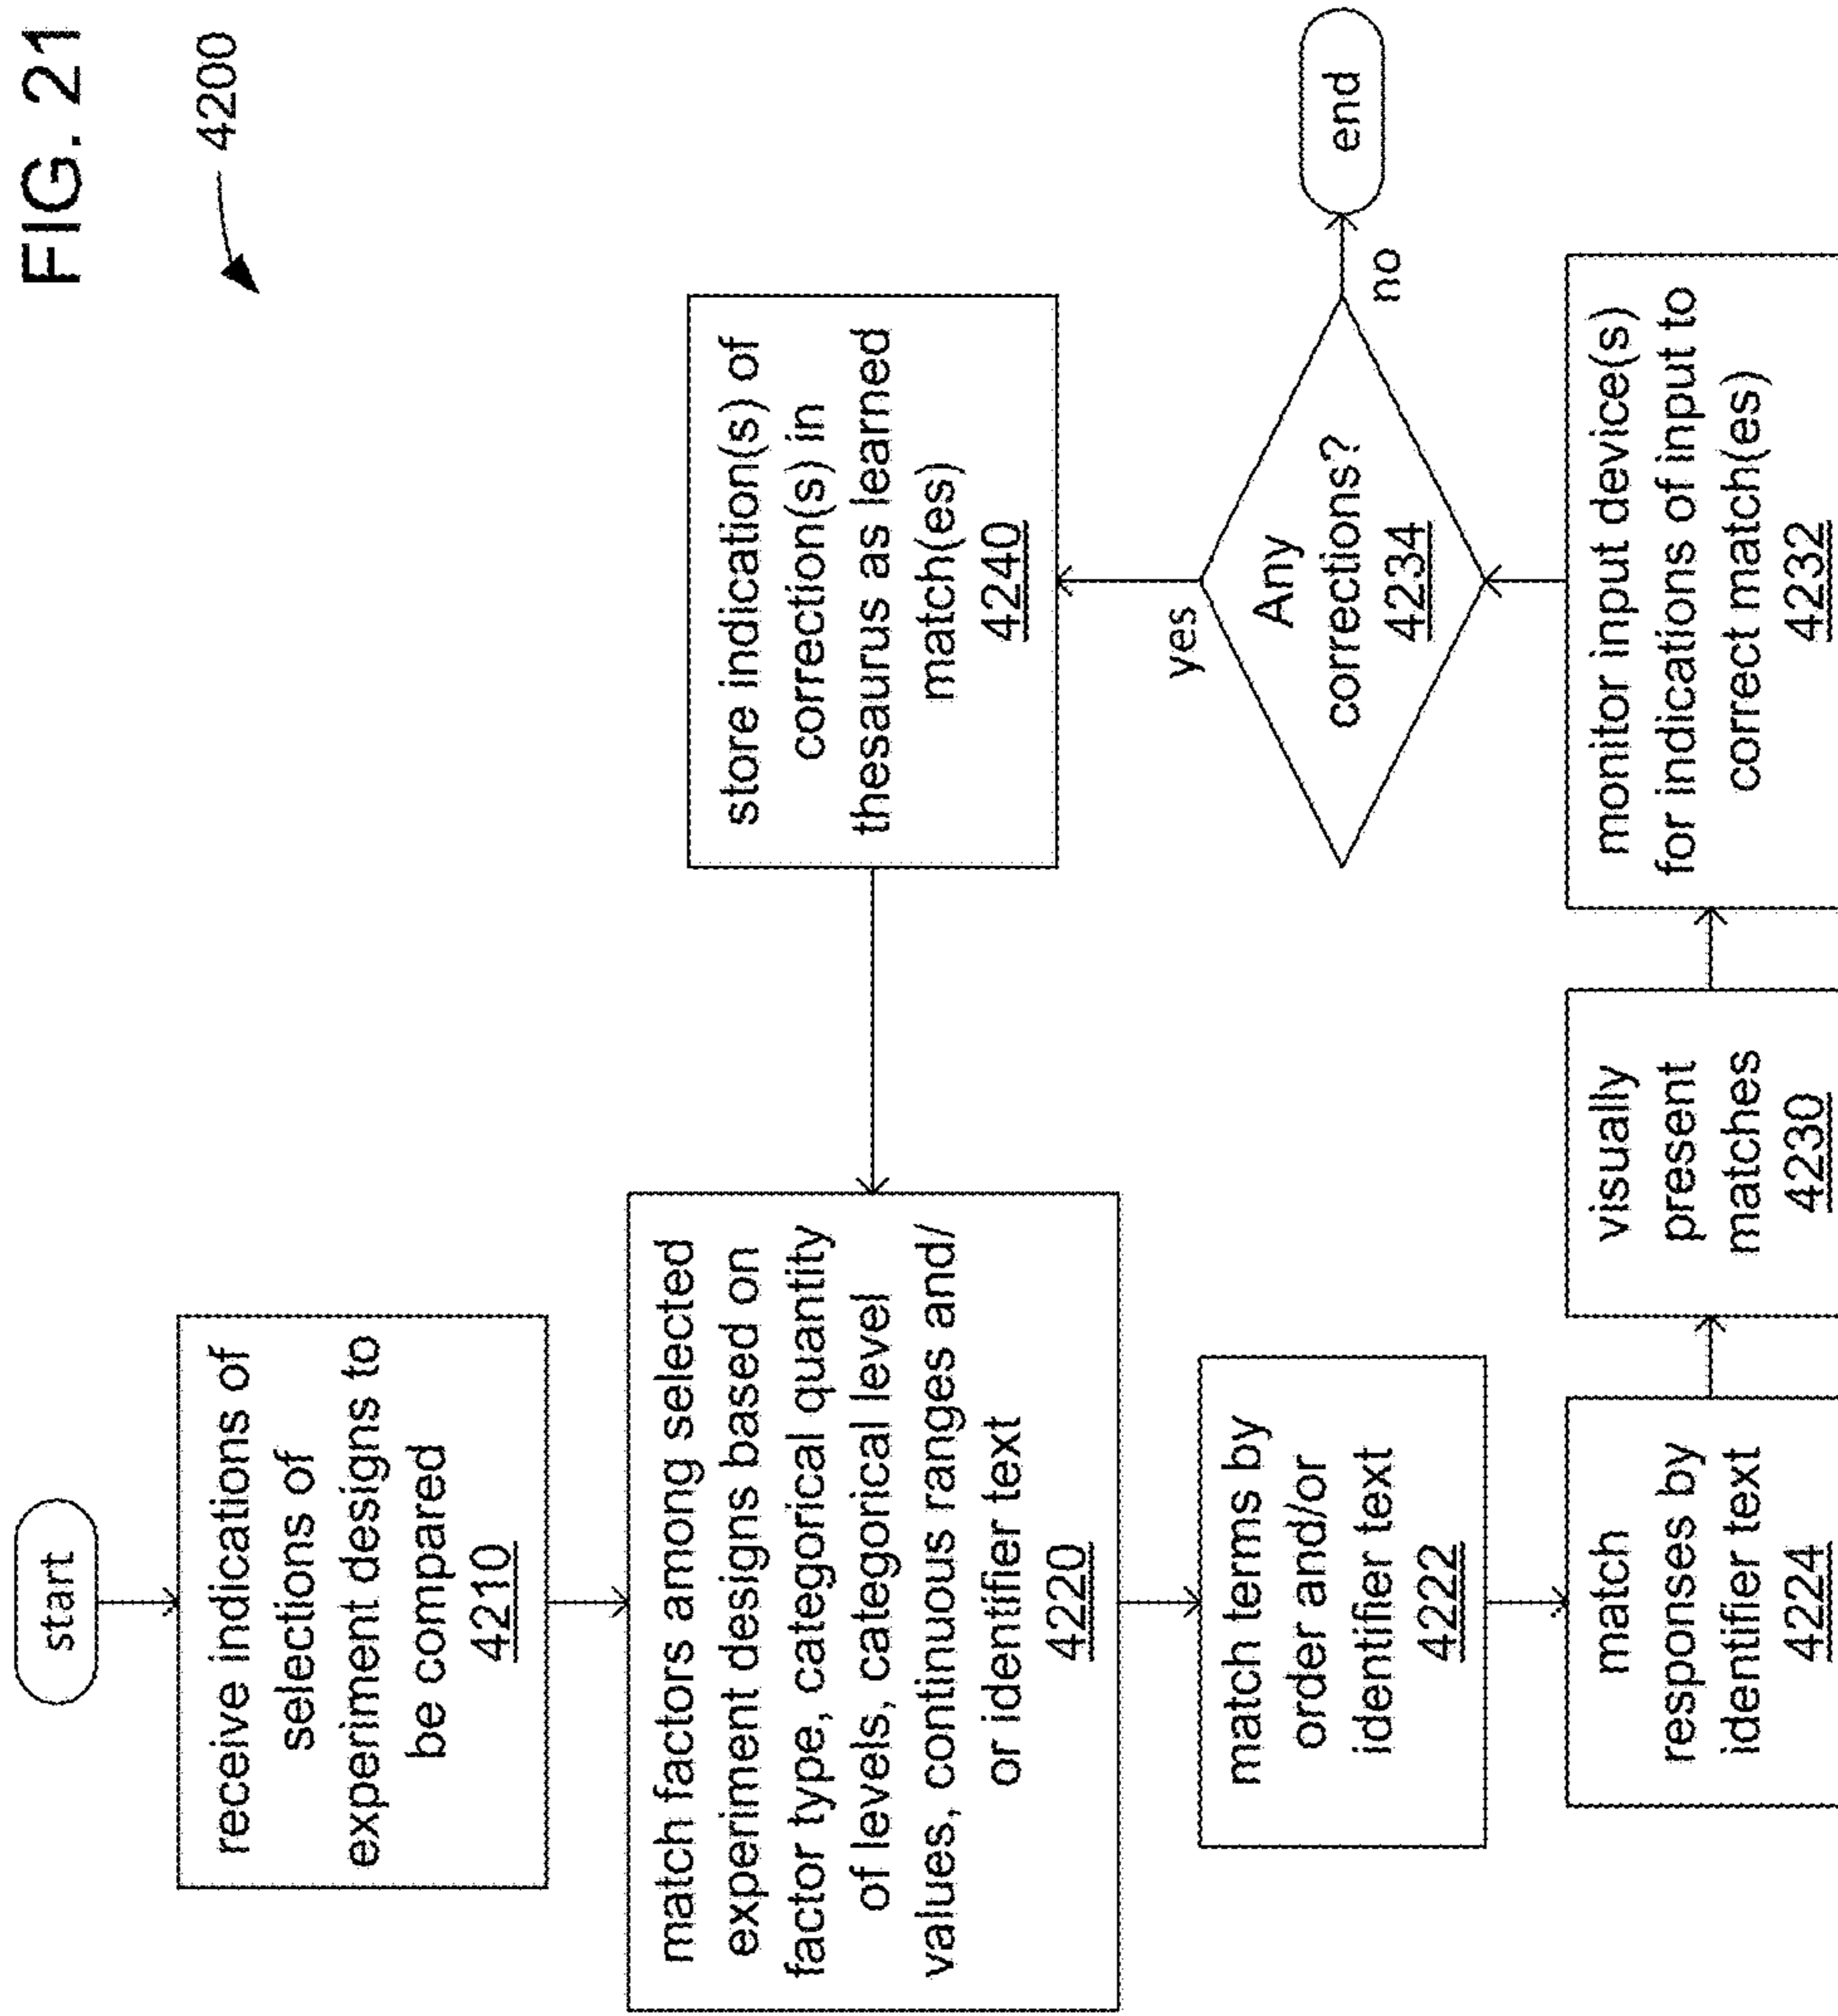 FIG. 21
4200
start
receive indications of
selections of
experiment designs to
be compared
4210
match factors among selected
experiment designs based on
factor type, categorical quantity
of levels, categorical level
values, continuous ranges and/
or identifier text
4220
match terms by
order and/or
identifier text
4222
match
responses by
identifier text
4224
visually
present
matches
4230
monitor input device(s)
for indications of input to
correct match(es)
4232
Any
corrections?
4234
yes
no
store indication(s) of
correction(s) in
thesaurus as learned
match(es)
4240
end